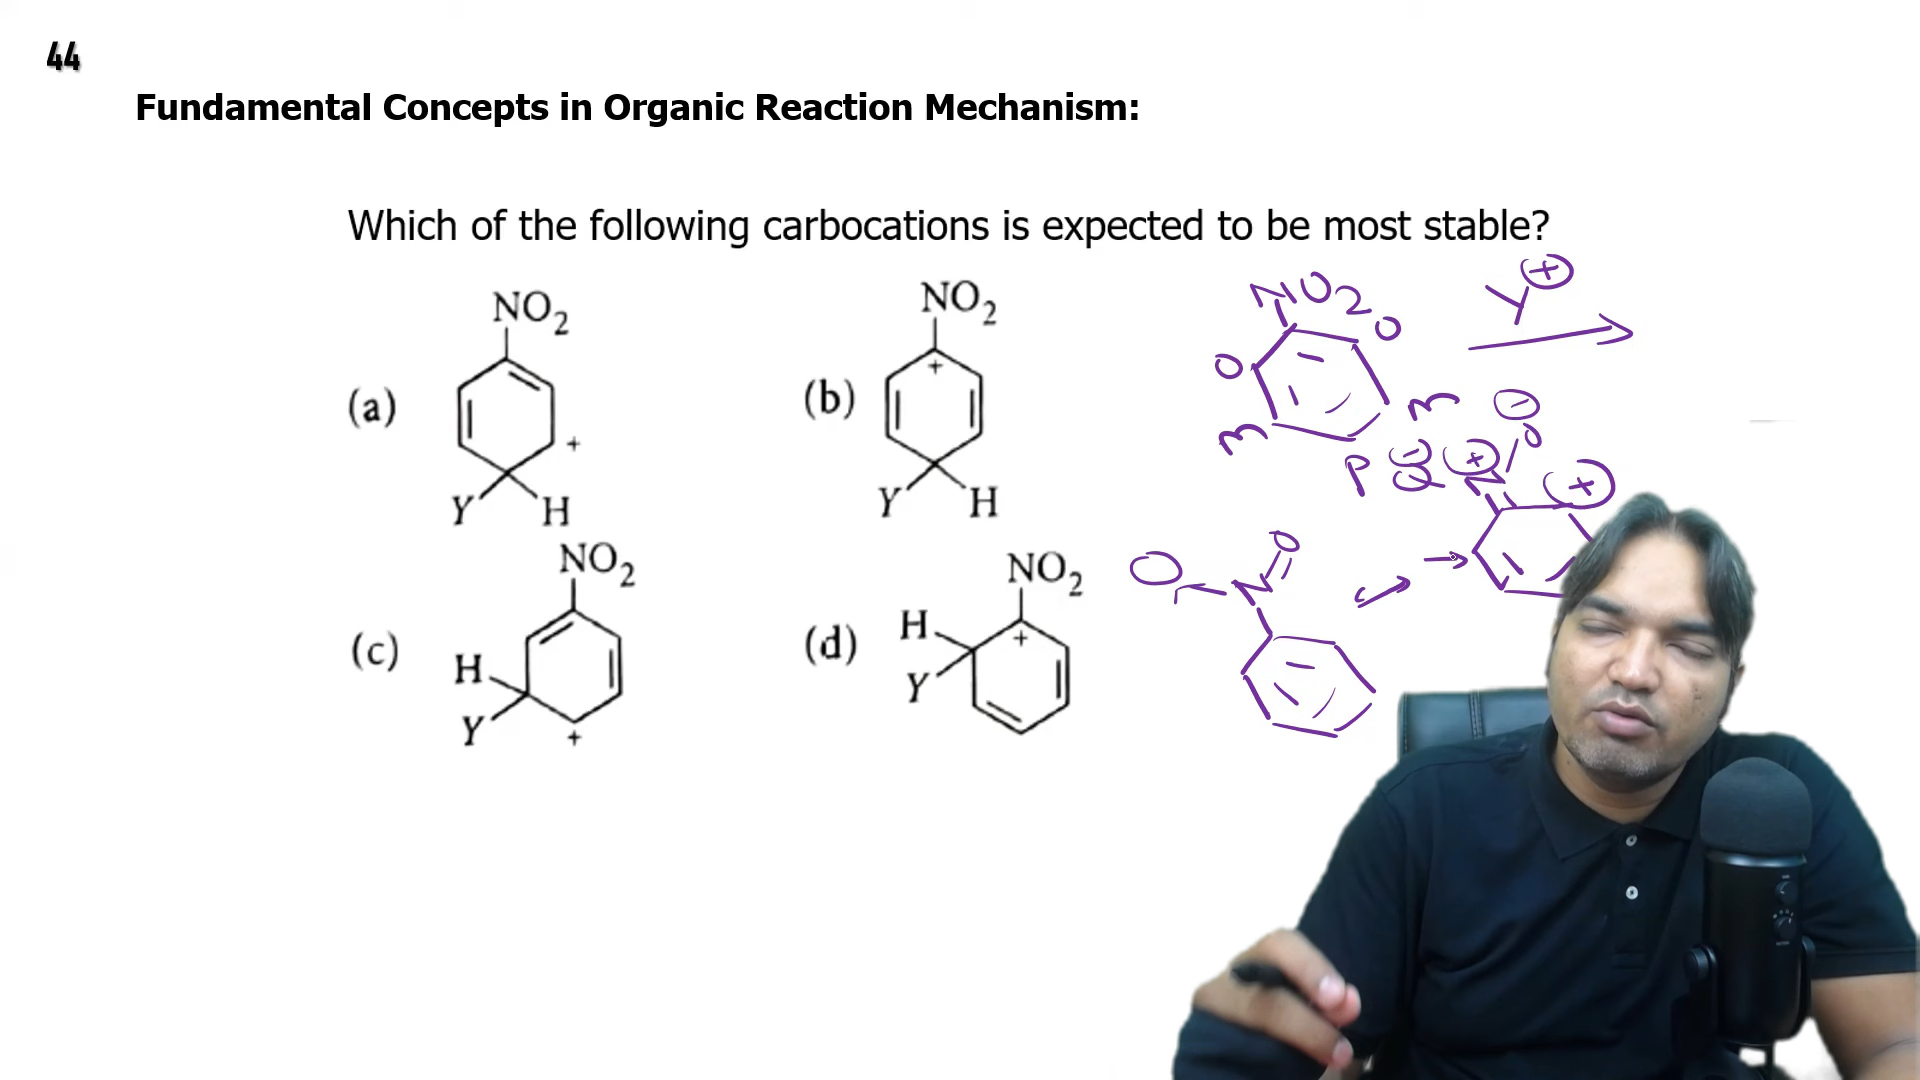 44
Fundamental Concepts in Organic Reaction Mechanism:
Which of the following carbocations is expected to be most stable?
(a) NO2 + Y H
(b) NO2 + Y H
(c) NO2 H Y +
(d) NO2 H Y +
NO2 Y +
o o
m m
p
O N O
- + N - O +